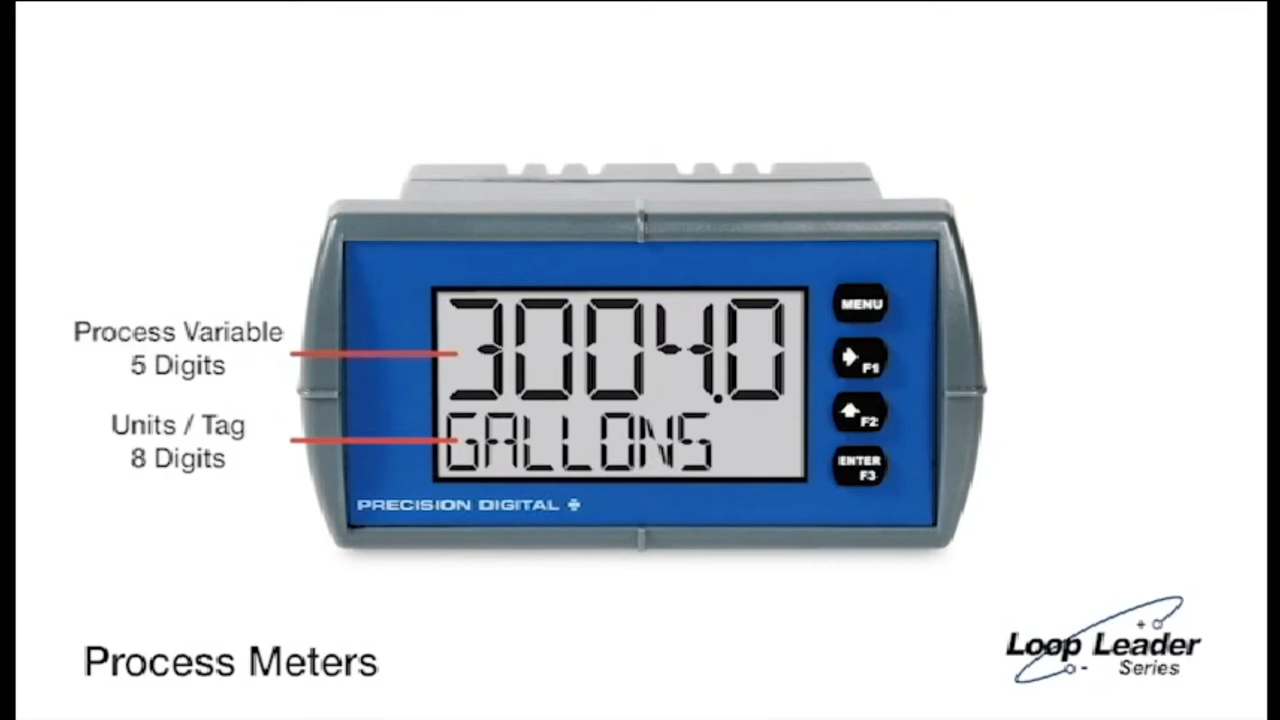 Process Variable
5 Digits
Units / Tag
8 Digits
3004.0
GALLONS
MENU
F1
F2
ENTER
F3
PRECISION DIGITAL
Process Meters
Loop Leader
Series